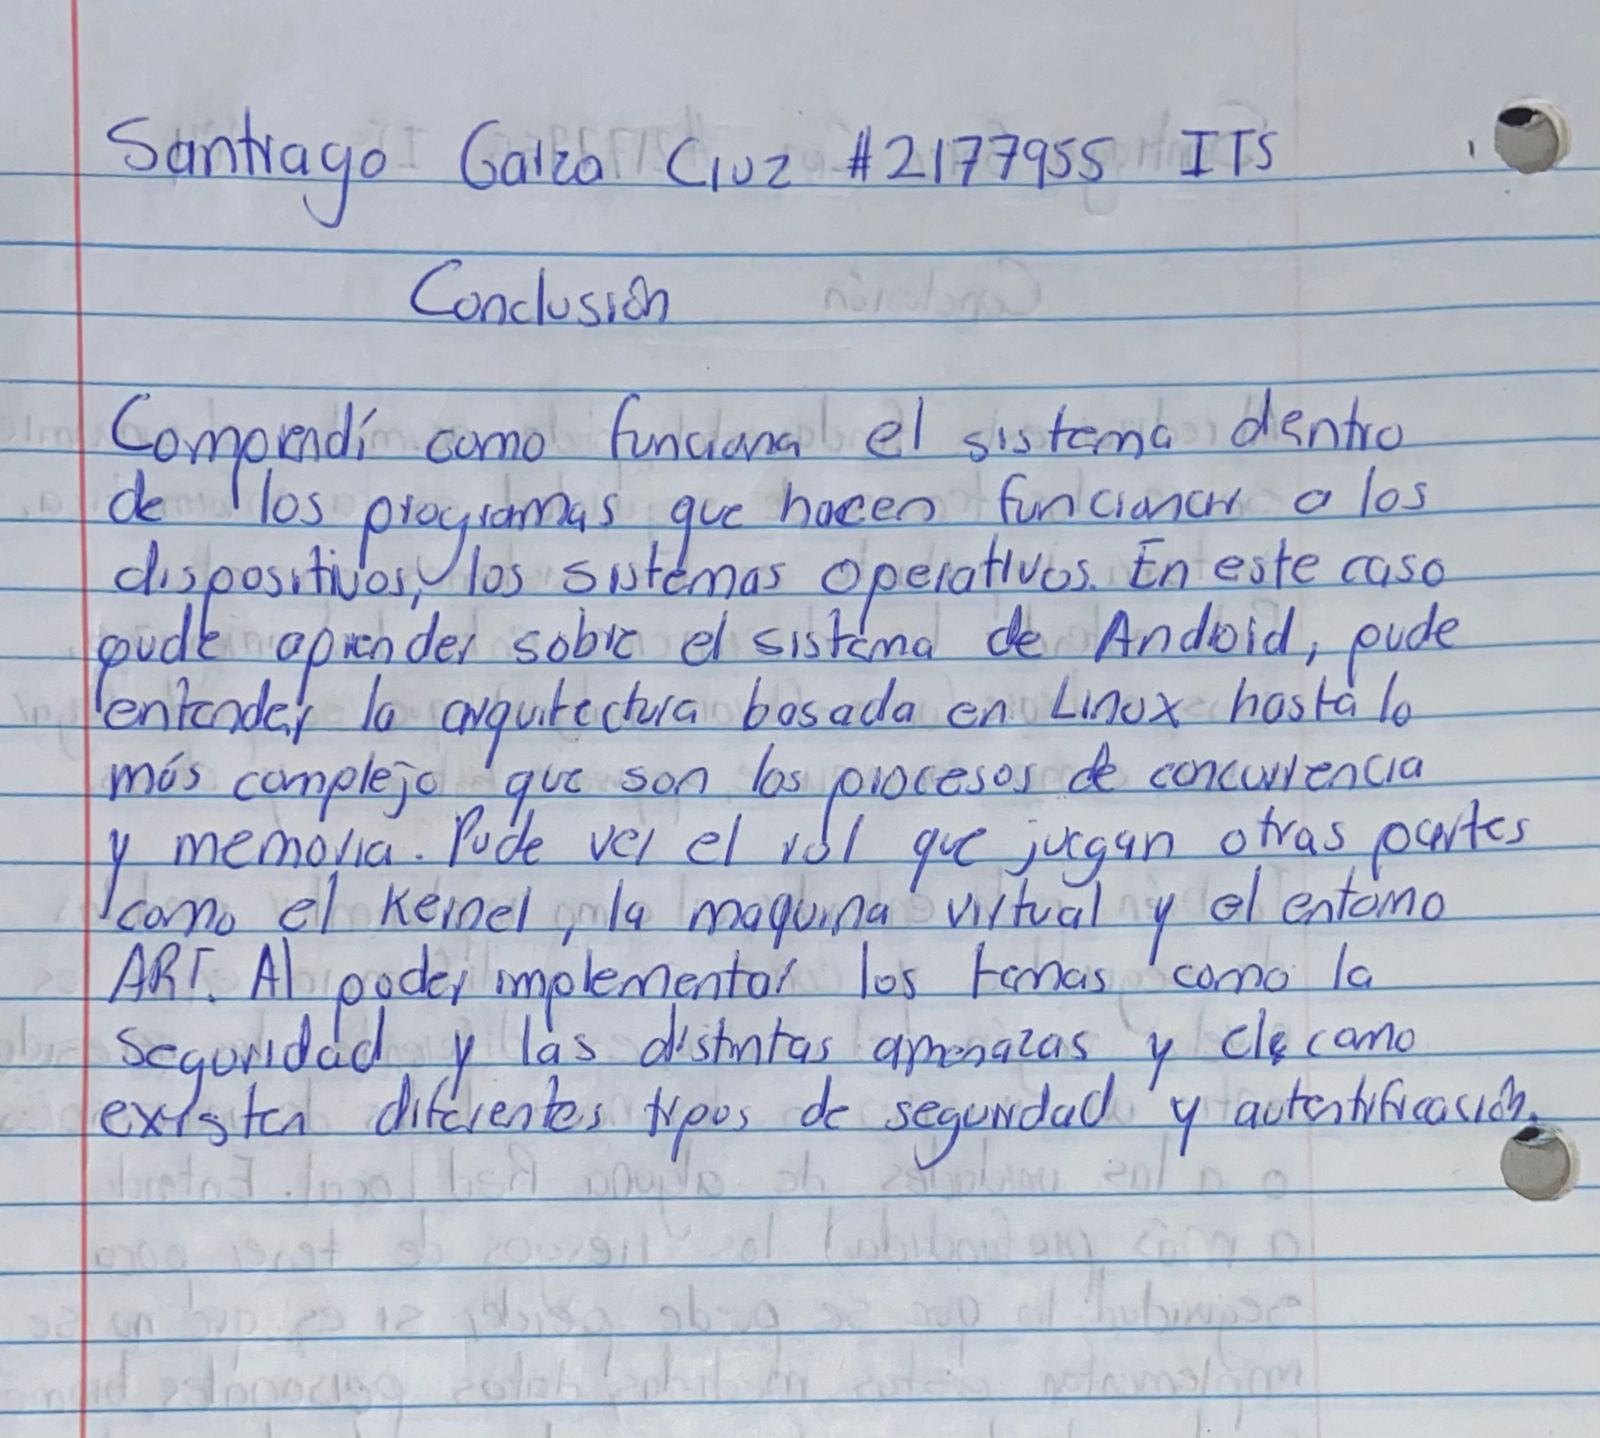 Santiago Garza Cruz #2177955 ITS
Conclusión
Comprendí como funciona el sistema dentro
de los programas que hacen funcionar a los
dispositivos, los sistemas operativos. En este caso
pude aprender sobre el sistema de Android, pude
entender la arquitectura basada en Linux hasta lo
más complejo que son los procesos de concurrencia
y memoria. Pude ver el rol que juegan otras partes
como el Kernel, la maquina virtual y el entorno
ART. Al poder implementar los temas como la
seguridad y las distintas amenazas y como
existen diferentes tipos de seguridad y autentificación.